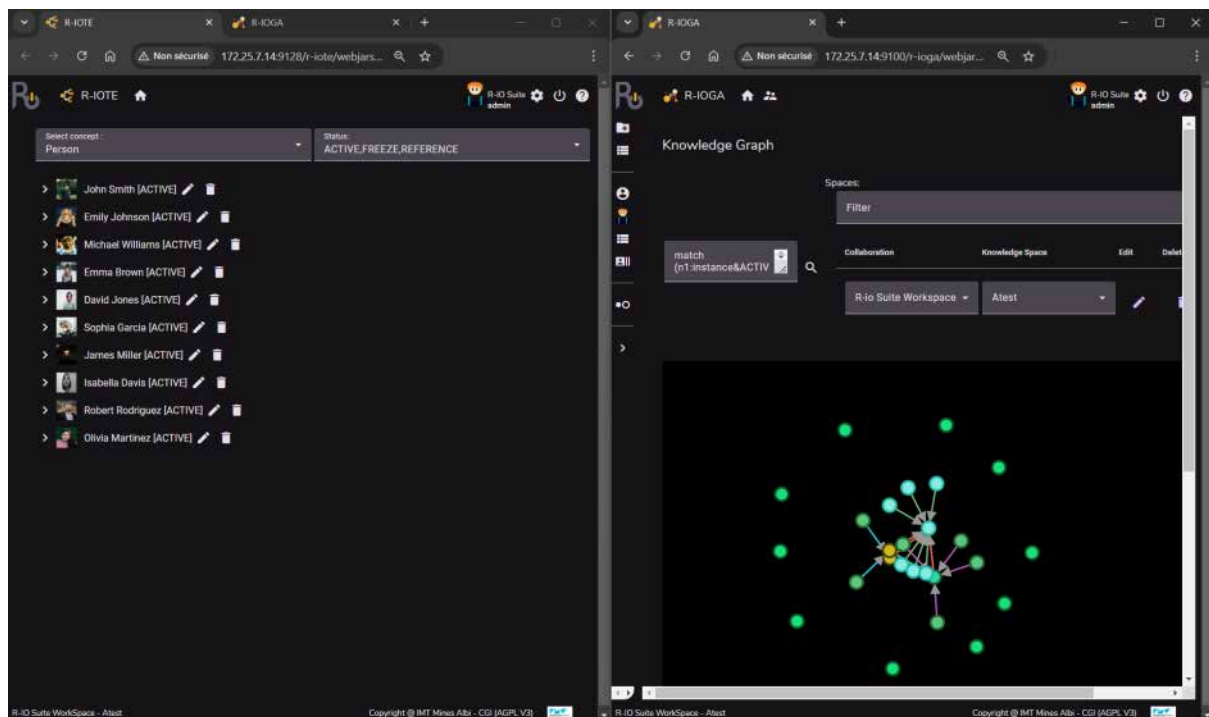 R-IOTE
R-IOGA
Non sécurisé 172.25.7.14:9128/r-iote/webjars...
R-IOTE
R-IO Suite
admin
Select concept :
Person
Status:
ACTIVE,FREEZE,REFERENCE
John Smith [ACTIVE]
Emily Johnson [ACTIVE]
Michael Williams [ACTIVE]
Emma Brown [ACTIVE]
David Jones [ACTIVE]
Sophia Garcia [ACTIVE]
James Miller [ACTIVE]
Isabella Davis [ACTIVE]
Robert Rodriguez [ACTIVE]
Olivia Martinez [ACTIVE]
R-IO Suite WorkSpace - Atest
Copyright @ IMT Mines Albi - CGI (AGPL V3)
R-IOGA
Non sécurisé 172.25.7.14:9100/r-ioga/webjar...
R-IOGA
R-IO Suite
admin
Knowledge Graph
Spaces:
Filter
match
(n1:instance&ACTIV
Collaboration Knowledge Space Edit Delet
R-io Suite Workspace Atest
R-IO Suite WorkSpace - Atest
Copyright @ IMT Mines Albi - CGI (AGPL V3)